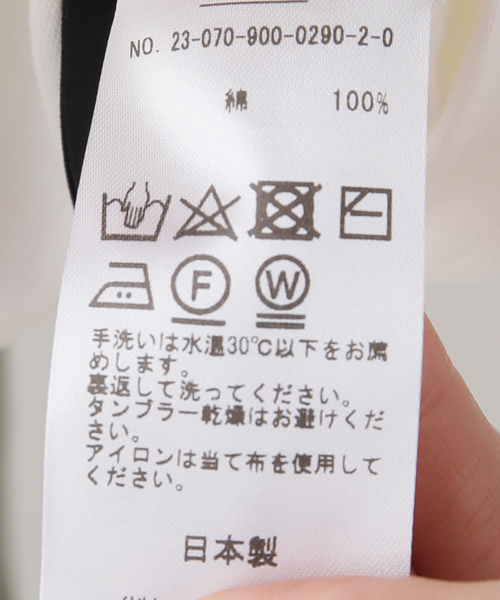 NO. 23-070-900-0290-2-0
綿 100%
F W
手洗いは水温30℃以下をお薦
めします。
裏返して洗ってください。
タンブラー乾燥はお避けくだ
さい。
アイロンは当て布を使用して
ください。
日本製